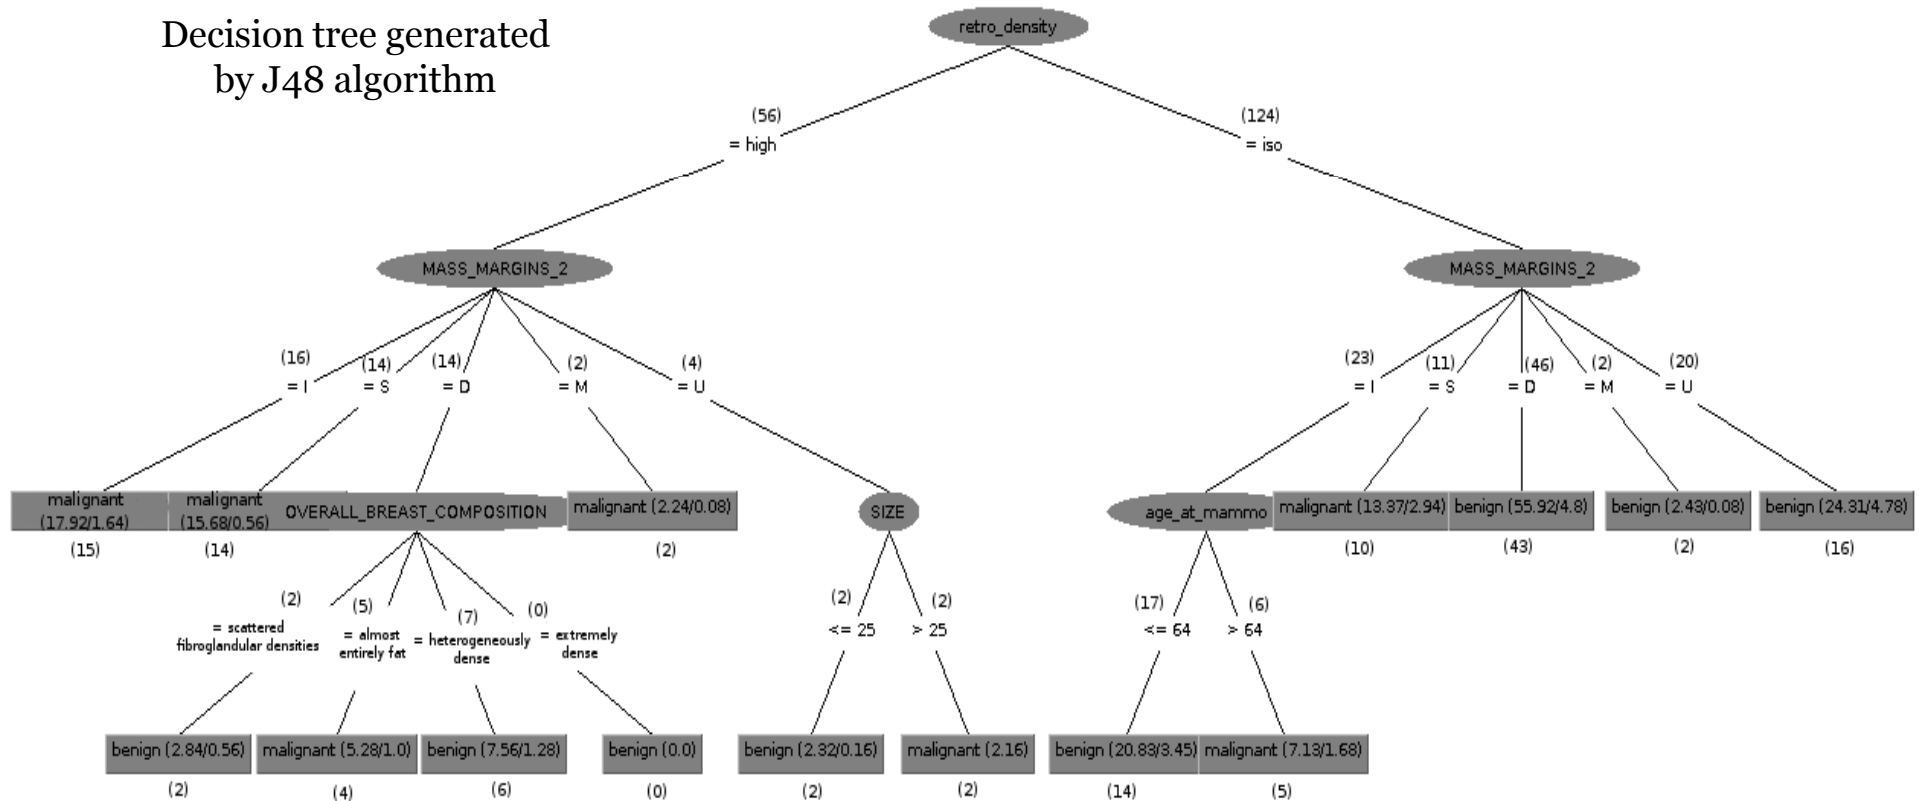 Decision tree generated
by J48 algorithm
retro_density
(56)
= high
(124)
= iso
MASS_MARGINS_2
MASS_MARGINS_2
(16)
= I
(14)
= S
(14)
= D
(2)
= M
(4)
= U
(23)
= I
(11)
= S
(46)
= D
(2)
= M
(20)
= U
malignant
(17.92/1.64)
(15)
malignant
(15.68/0.56)
(14)
OVERALL_BREAST_COMPOSITION
malignant (2.24/0.08)
(2)
SIZE
age_at_mammo
malignant (13.37/2.94)
(10)
benign (55.92/4.8)
(43)
benign (2.43/0.08)
(2)
benign (24.31/4.78)
(16)
(2)
= scattered
fibroglandular densities
(5)
= almost
entirely fat
(7)
= heterogeneously
dense
(0)
= extremely
dense
(2)
<= 25
(2)
> 25
(17)
<= 64
(6)
> 64
benign (2.84/0.56)
(2)
malignant (5.28/1.0)
(4)
benign (7.56/1.28)
(6)
benign (0.0)
(0)
benign (2.32/0.16)
(2)
malignant (2.16)
(2)
benign (20.83/3.45)
(14)
malignant (7.13/1.68)
(5)